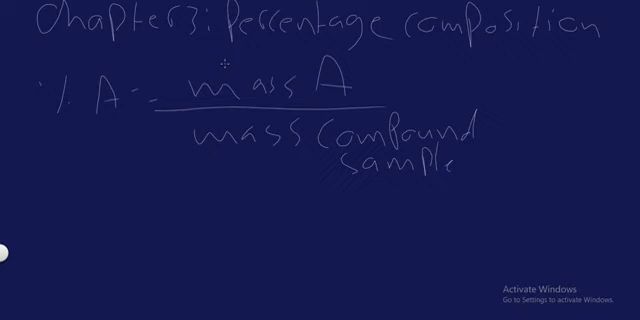 Chapter 3: Percentage composition
% A = mass A
mass compound
sample
Activate Windows
Go to Settings to activate Windows.